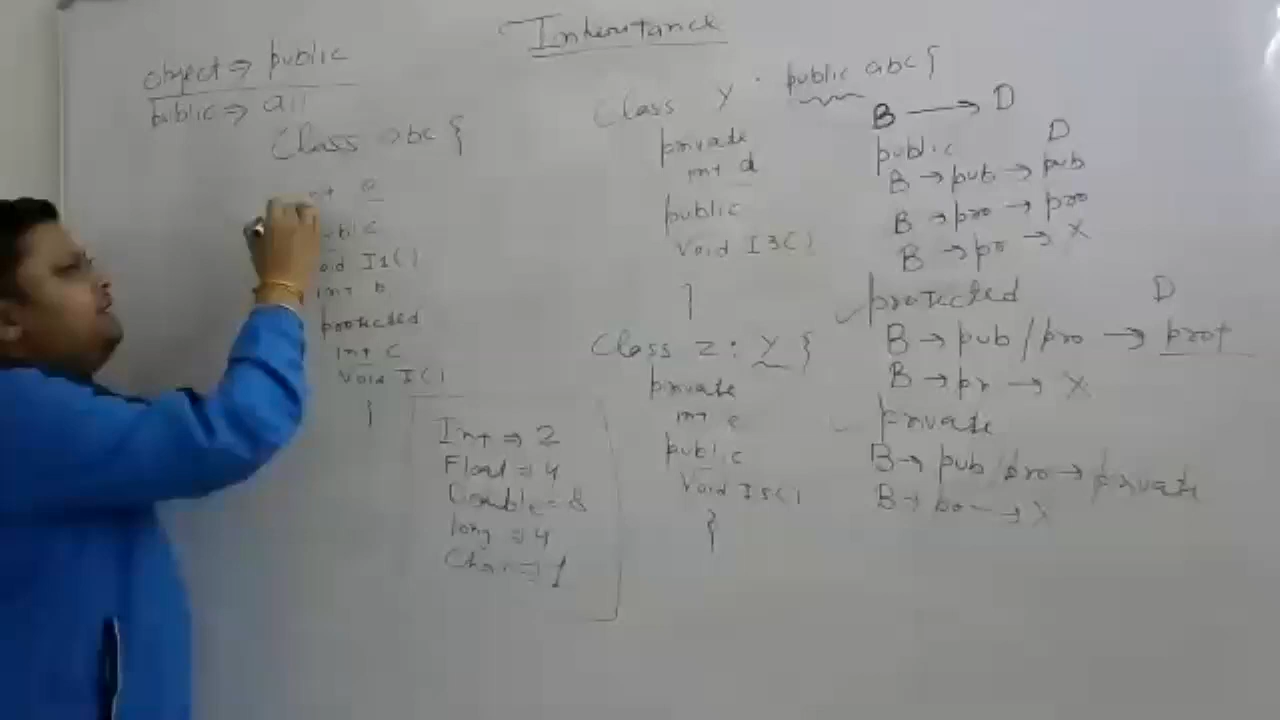 Inheritance
object => public
public => all
Class abc {
int a
public
void I1()
int b
protected
int c
void I()
}
Int => 2
Float = 4
Double = 8
long = 4
Char => 1
Class Y : public abc {
private
int d
public
void I3()
}
Class Z : Y {
private
int e
public
void I5()
}
B → D
public D
B → pub → pub
B → pro → pro
B → pr → X
protected D
B → pub / pro → prot
B → pr → X
private
B → pub / pro → private
B → → X